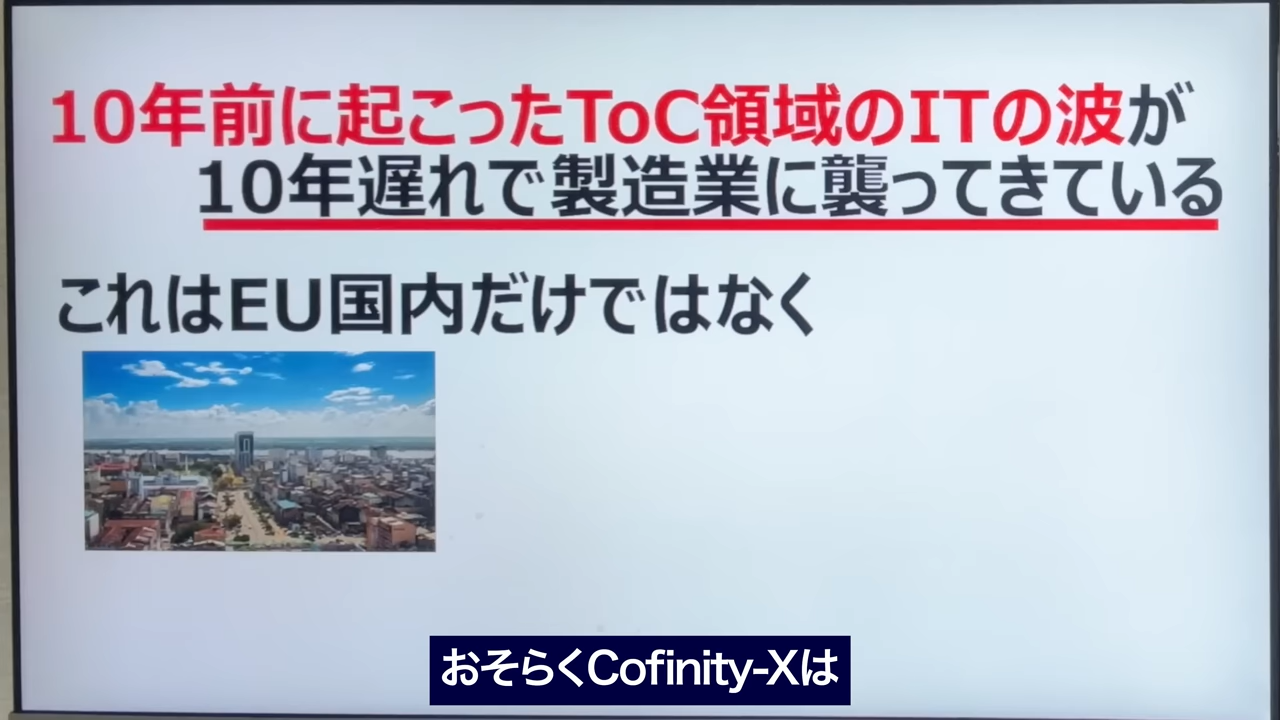 10年前に起こったToC領域のITの波が
10年遅れで製造業に襲ってきている
これはEU国内だけではなく
おそらくCofinity-Xは